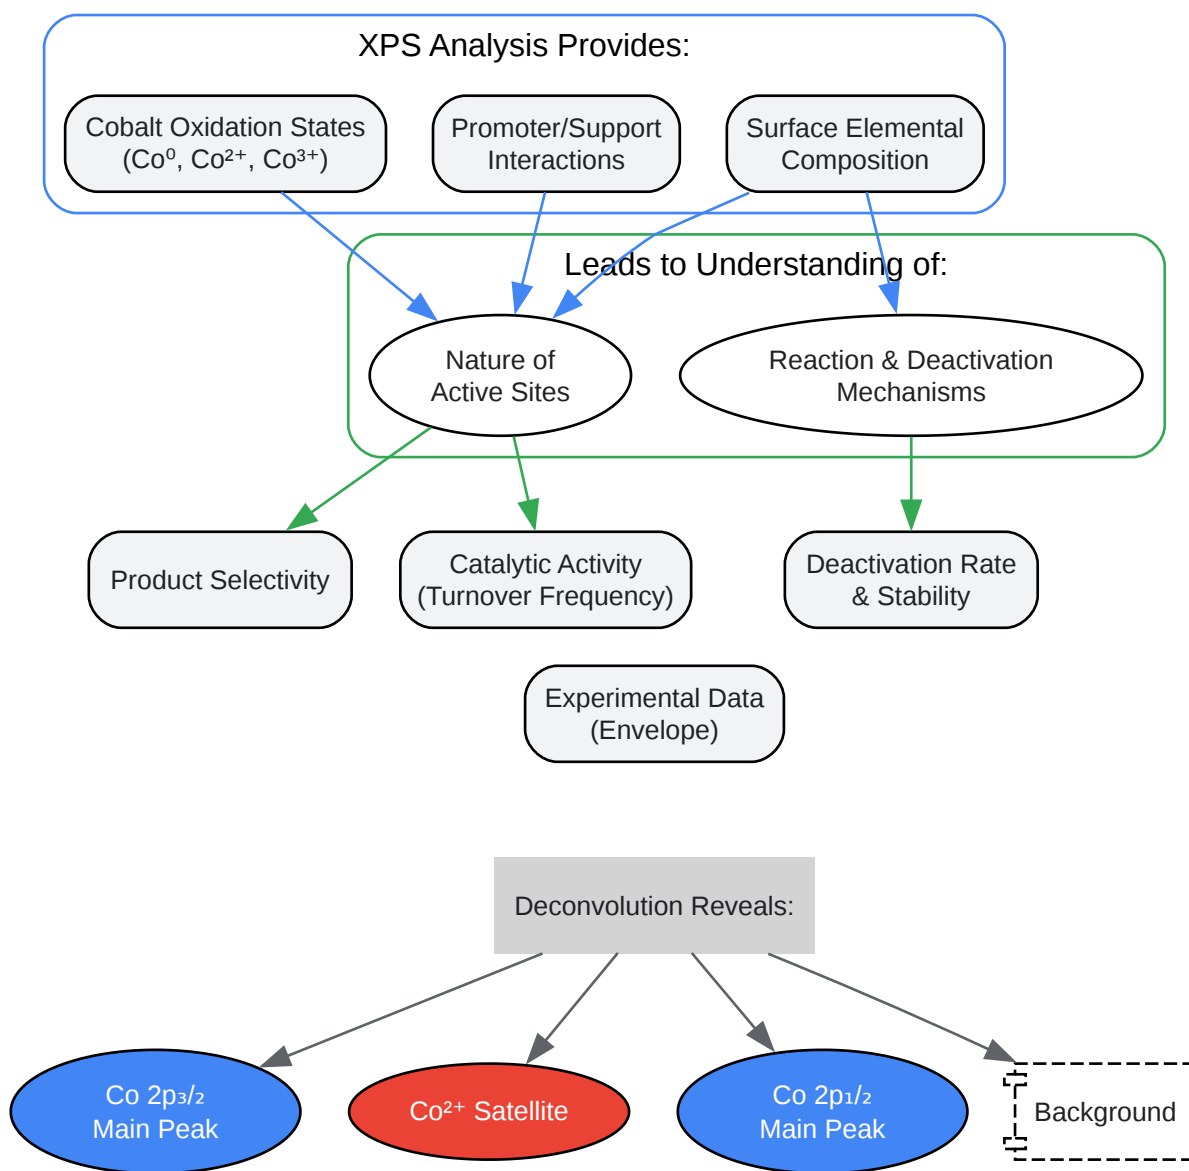 XPS Analysis Provides:
Cobalt Oxidation States
(Co⁰, Co²⁺, Co³⁺)
Promoter/Support
Interactions
Surface Elemental
Composition
Leads to Understanding of:
Nature of
Active Sites
Reaction & Deactivation
Mechanisms
Product Selectivity
Catalytic Activity
(Turnover Frequency)
Deactivation Rate
& Stability
Experimental Data
(Envelope)
Deconvolution Reveals:
Co 2p₃/₂
Main Peak
Co²⁺ Satellite
Co 2p₁/₂
Main Peak
Background